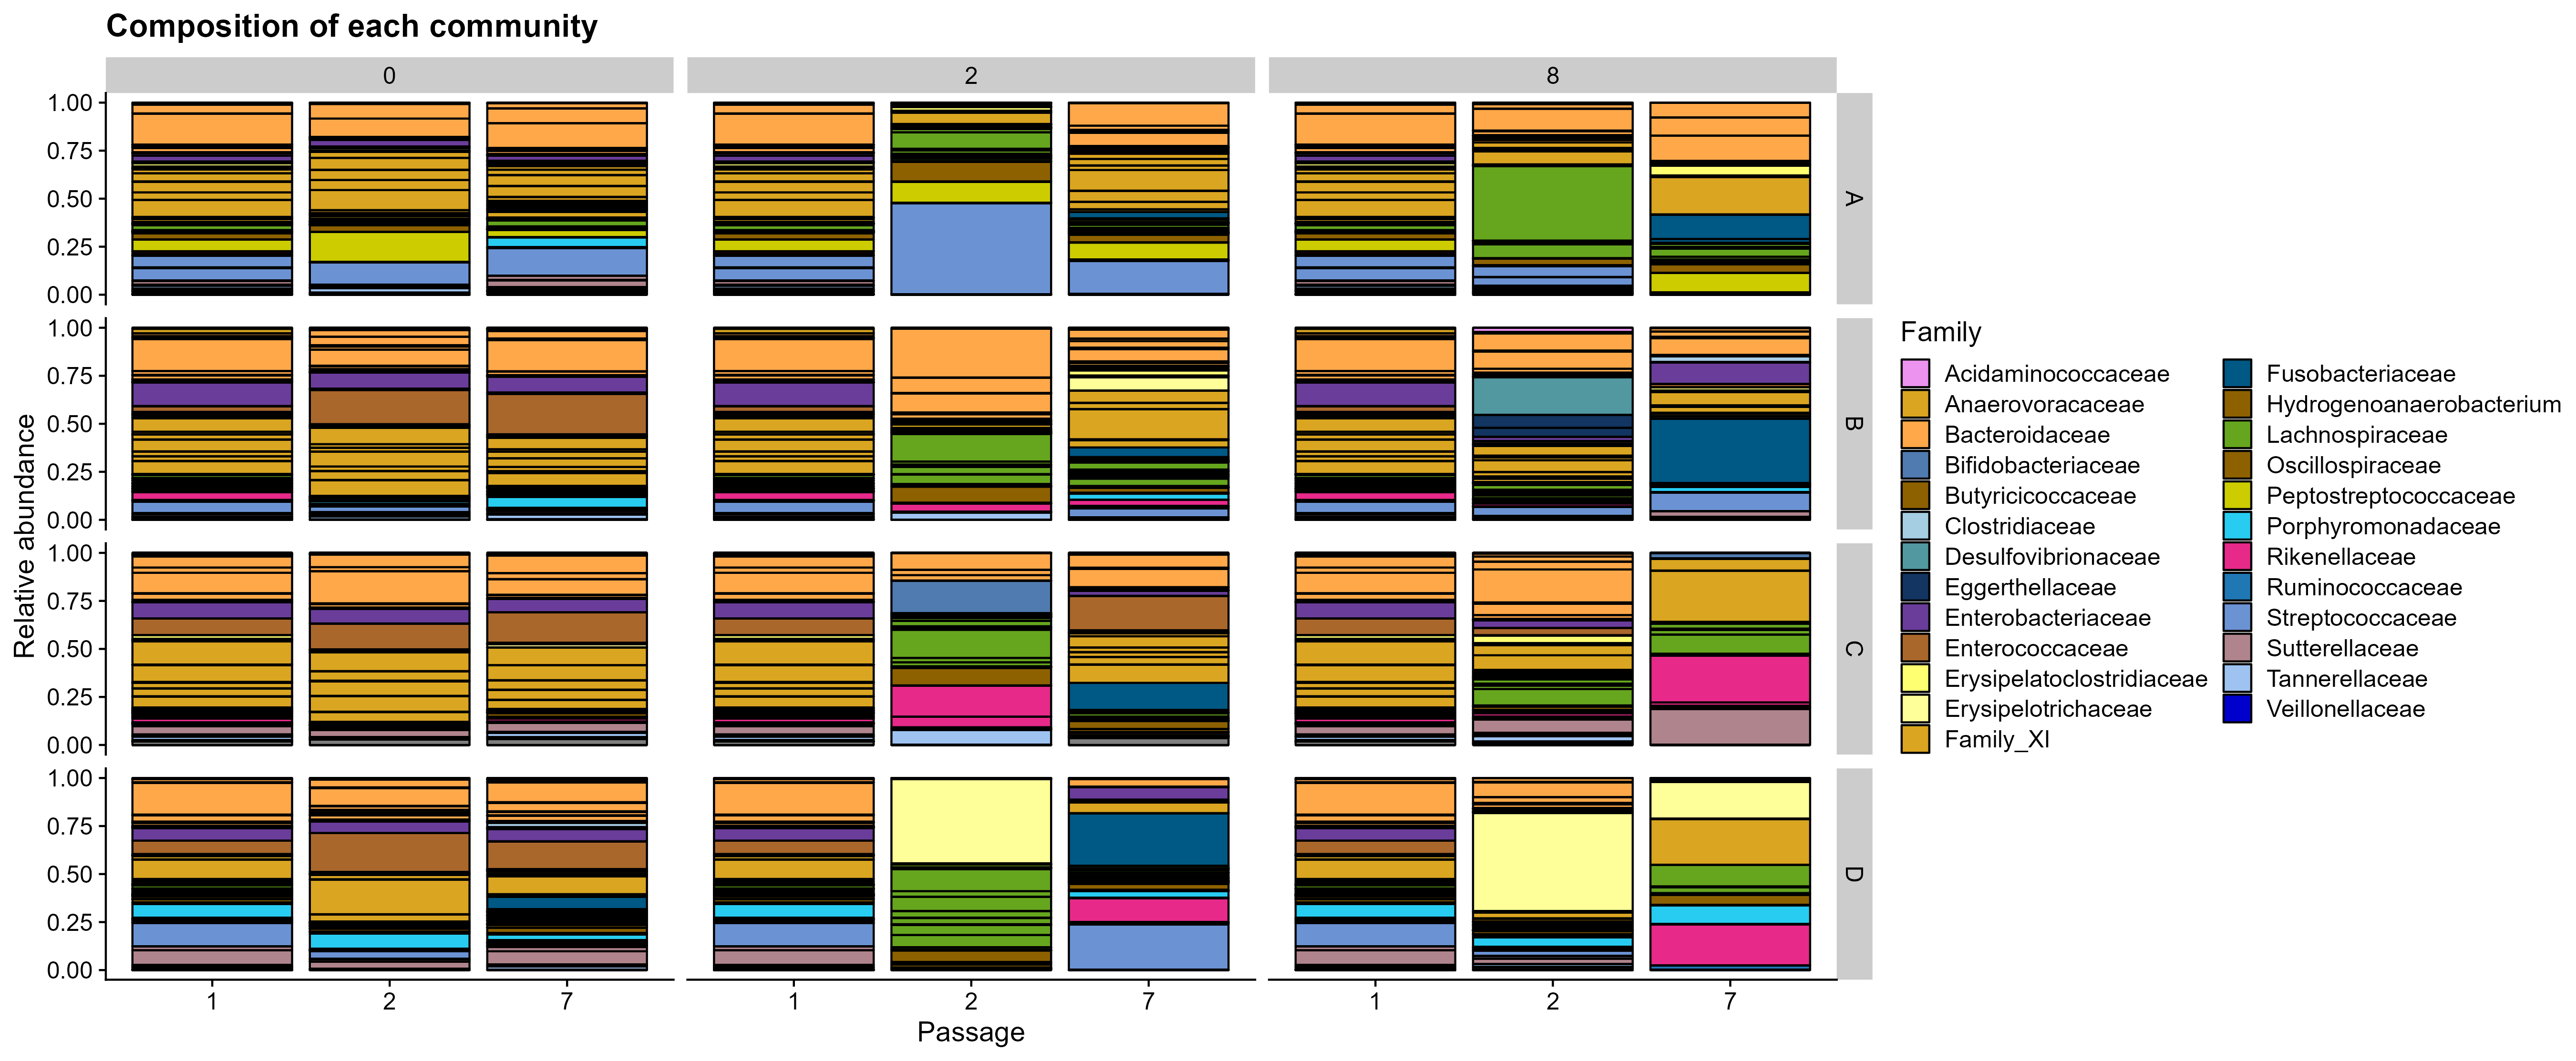 Composition of each community
0
2
8
1.00
0.75
0.50
0.25
0.00
A
1.00
0.75
0.50
0.25
0.00
B
1.00
0.75
0.50
0.25
0.00
C
1.00
0.75
0.50
0.25
0.00
D
Relative abundance
1 2 7
1 2 7
1 2 7
Passage
Family
Acidaminococcaceae
Anaerovoracaceae
Bacteroidaceae
Bifidobacteriaceae
Butyricicoccaceae
Clostridiaceae
Desulfovibrionaceae
Eggerthellaceae
Enterobacteriaceae
Enterococcaceae
Erysipelatoclostridiaceae
Erysipelotrichaceae
Family_XI
Fusobacteriaceae
Hydrogenoanaerobacterium
Lachnospiraceae
Oscillospiraceae
Peptostreptococcaceae
Porphyromonadaceae
Rikenellaceae
Ruminococcaceae
Streptococcaceae
Sutterellaceae
Tannerellaceae
Veillonellaceae